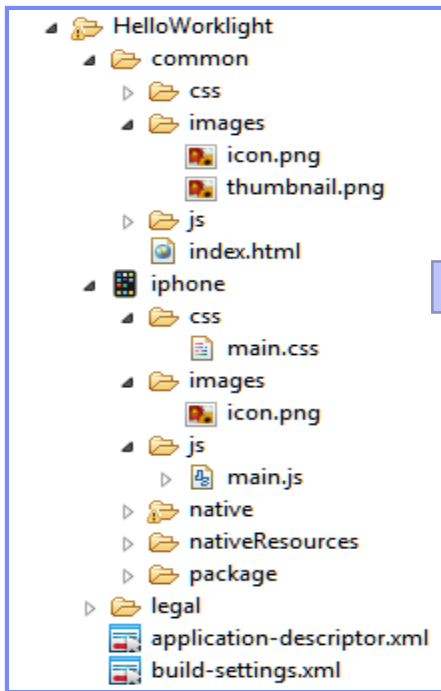 HelloWorklight
common
css
images
icon.png
thumbnail.png
js
index.html
iphone
css
main.css
images
icon.png
js
main.js
native
nativeResources
package
legal
application-descriptor.xml
build-settings.xml